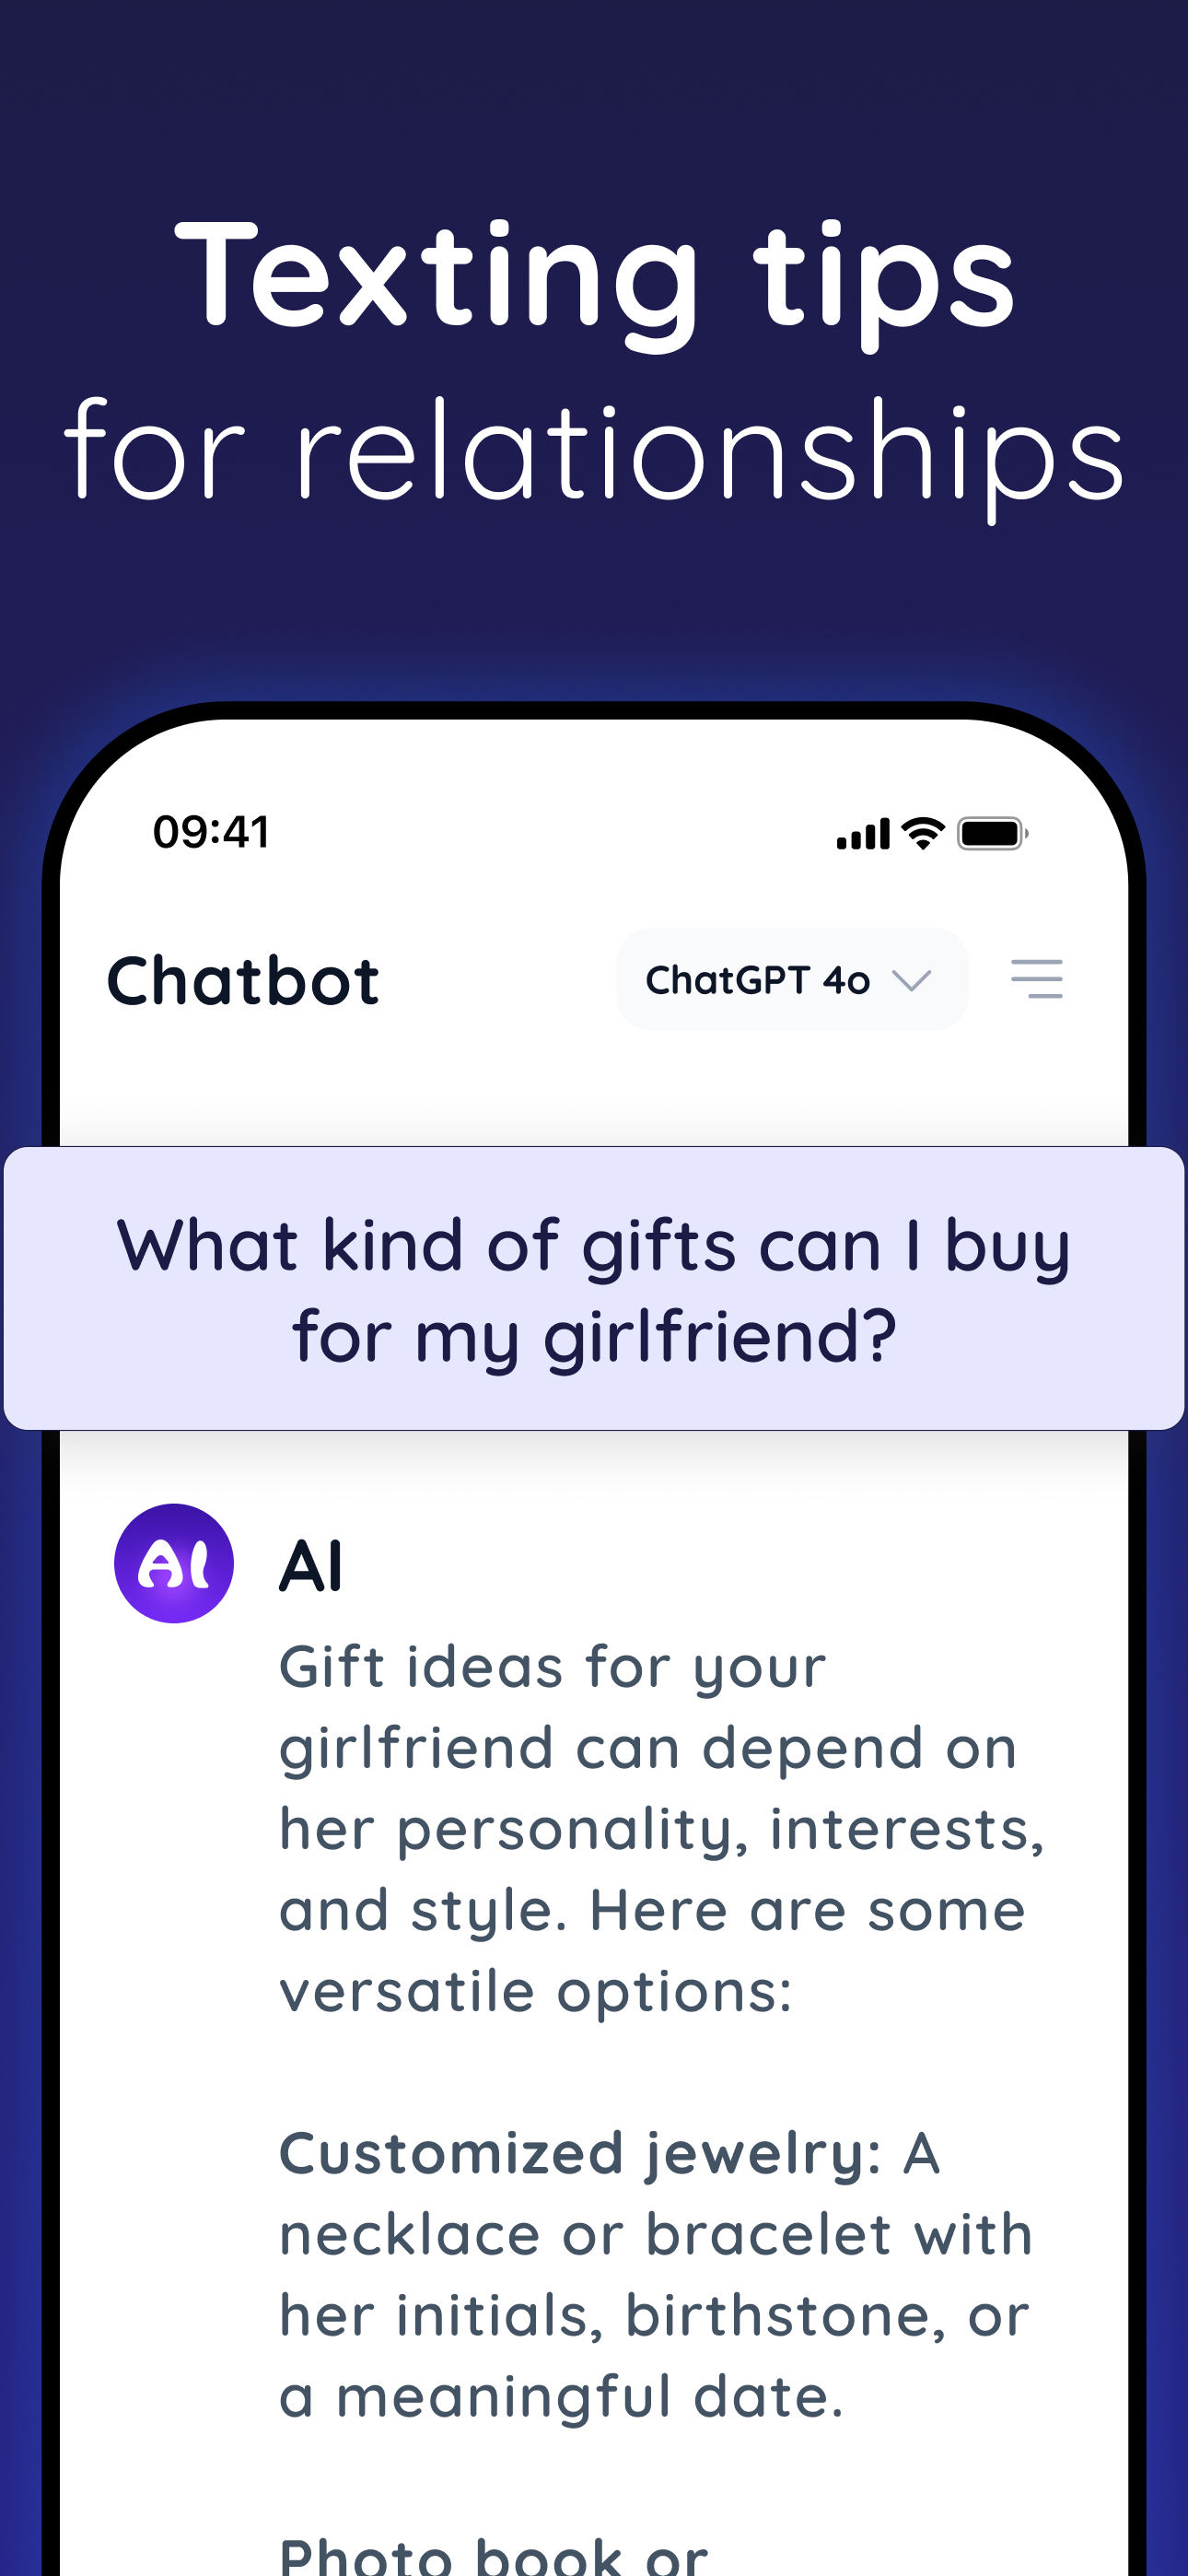 Texting tips
for relationships
09:41
Chatbot
ChatGPT 4o
What kind of gifts can I buy
for my girlfriend?
AI
AI
Gift ideas for your
girlfriend can depend on
her personality, interests,
and style. Here are some
versatile options:
Customized jewelry: A
necklace or bracelet with
her initials, birthstone, or
a meaningful date.
Photo book or